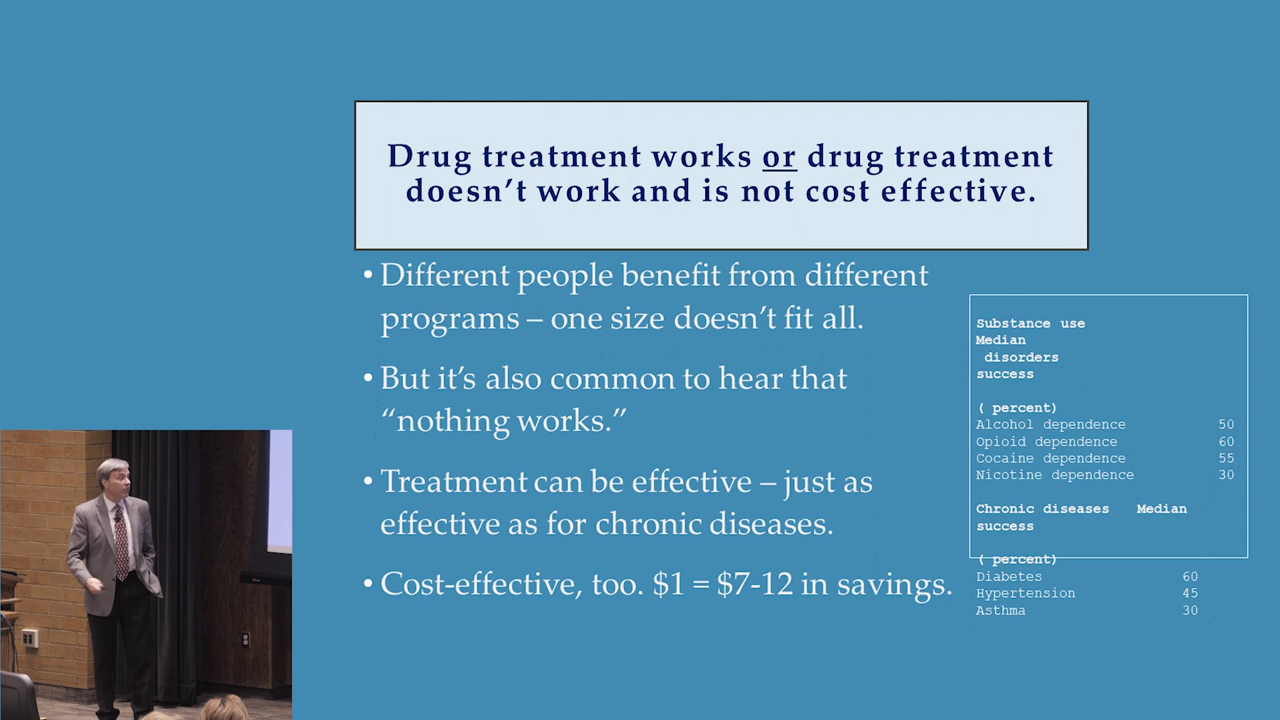 Drug treatment works or drug treatment
doesn’t work and is not cost effective.
• Different people benefit from different
programs – one size doesn’t fit all.
• But it’s also common to hear that
“nothing works.”
• Treatment can be effective – just as
effective as for chronic diseases.
• Cost-effective, too. $1 = $7-12 in savings.
Substance use
Median
disorders
success
( percent)
Alcohol dependence 50
Opioid dependence 60
Cocaine dependence 55
Nicotine dependence 30
Chronic diseases Median
success
( percent)
Diabetes 60
Hypertension 45
Asthma 30